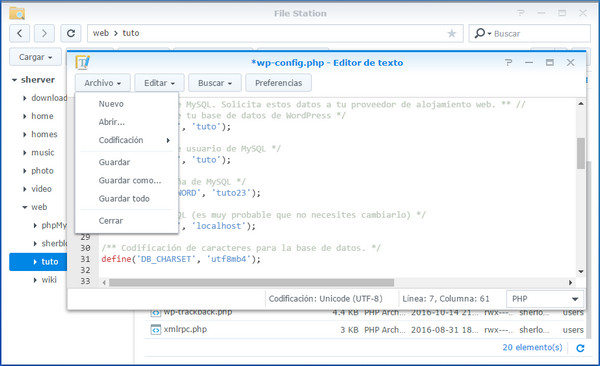 File Station
web › tuto
Buscar
Cargar
*wp-config.php - Editor de texto
Archivo
Editar
Buscar
Preferencias
sherver
download
home
homes
music
photo
video
web
phpMy
sherblo
tuto
wiki
Nuevo
Abrir...
Codificación
Guardar
Guardar como...
Guardar todo
Cerrar
de MySQL. Solicita estos datos a tu proveedor de alojamiento web. ** //
e tu base de datos de WordPress */
, 'tuto');
e usuario de MySQL */
, 'tuto');
ña de MySQL */
WORD', 'tuto23');
SQL (es muy probable que no necesites cambiarlo) */
, 'localhost');
29
30
31 /** Codificación de caracteres para la base de datos. */
define('DB_CHARSET', 'utf8mb4');
32
33
Codificación: Unicode (UTF-8)
Línea: 7, Columna: 61
PHP
wp-trackback.php 4.4 KB PHP Arch... 2016-10-14 21... rwx---... sherlo... users
xmlrpc.php 3 KB PHP Arch... 2016-08-31 18... rwx---... sherlo... users
20 elemento(s)